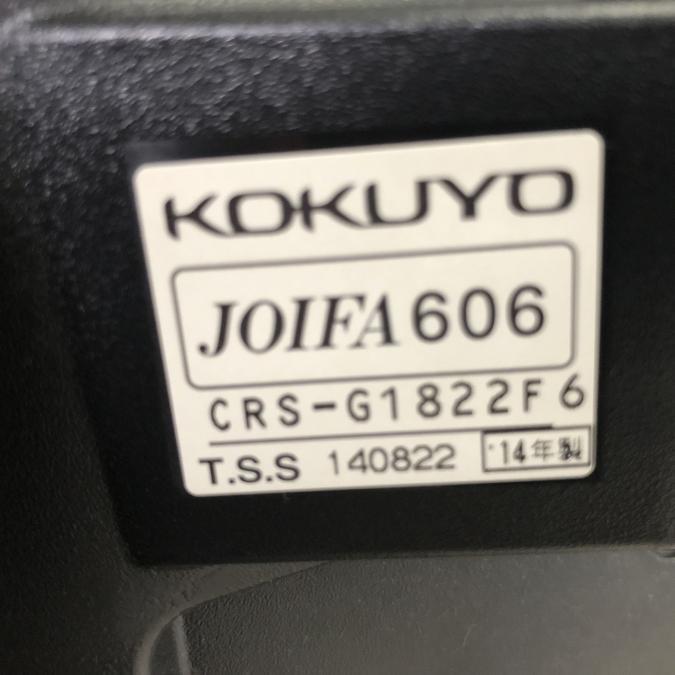 KOKUYO
JOIFA 606
CRS-G1822F6
T.S.S 140822 '14年製